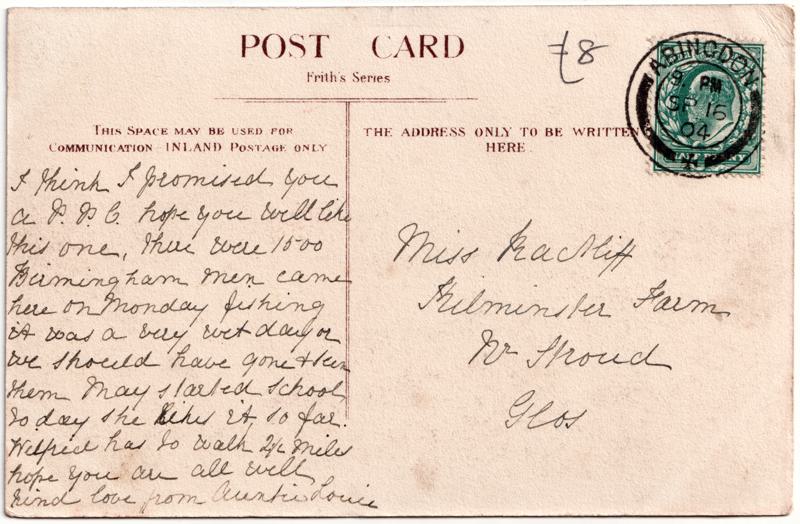 POST CARD
Frith's Series
£8
ABINGDON
9 PM
SP 16
04
THIS SPACE MAY BE USED FOR
COMMUNICATION—INLAND POSTAGE ONLY
THE ADDRESS ONLY TO BE WRITTEN
HERE.
I think I promised you
a P. P. C. hope you will like
this one, there were 1500
Birmingham men came
here on Monday fishing
it was a very wet day or
we should have gone & seen
them May started School
to day she likes it so far.
Wilfred has to walk 2½ miles
hope you are all well
kind love from Auntie Louie
Miss Ractliff
Kilminster Farm
Nr Stroud
Glos